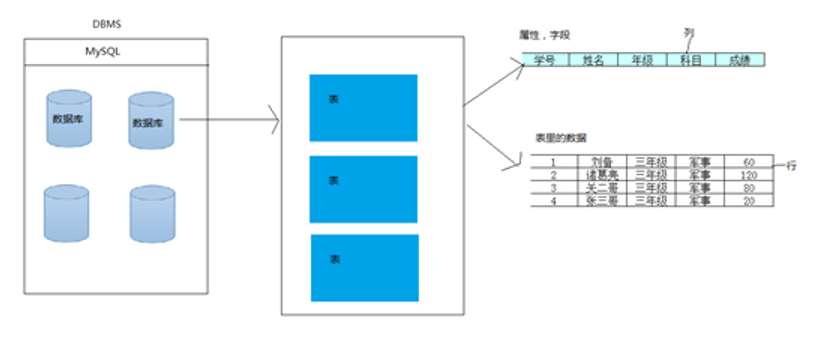 DBMS
MySQL
数据库
数据库
表
表
表
属性，字段
列
学号 姓名 年级 科目 成绩
表里的数据
1 刘备 三年级 军事 60
2 诸葛亮 三年级 军事 120
3 关二哥 三年级 军事 80
4 张三哥 三年级 军事 20
行